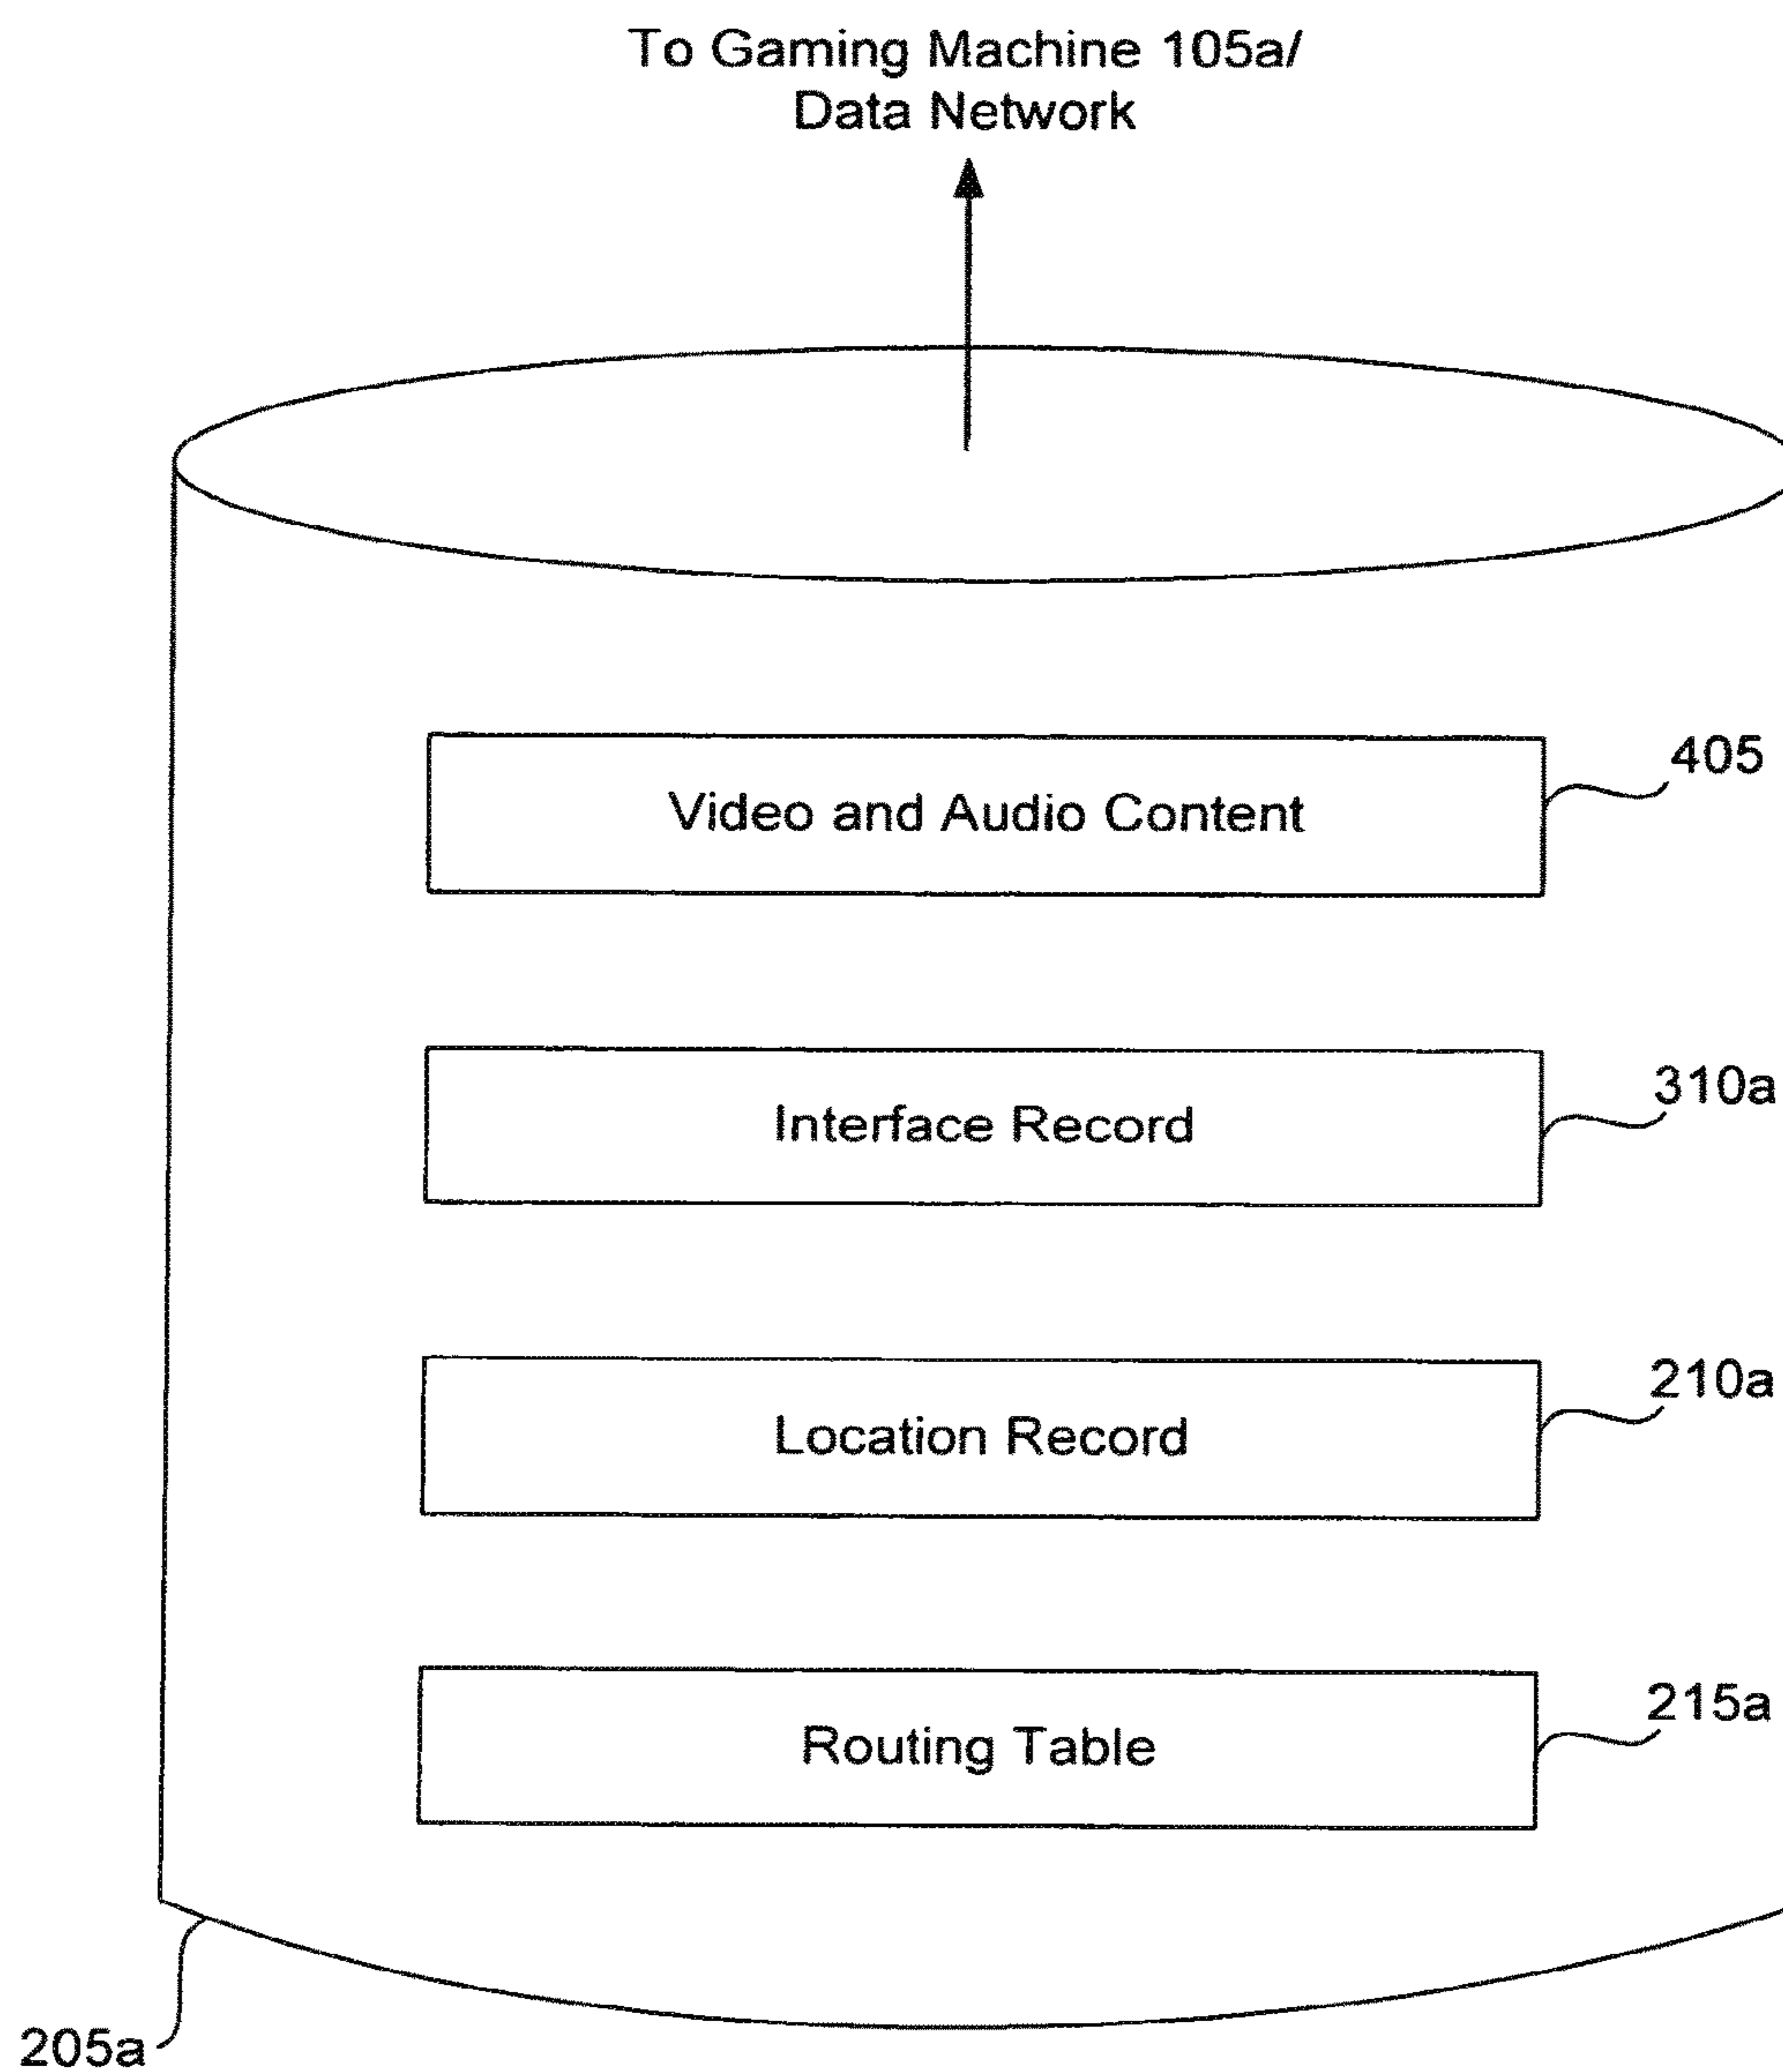 To Gaming Machine 105a/
Data Network
405
Video and Audio Content
310a
Interface Record
210a
Location Record
215a
Routing Table
205a